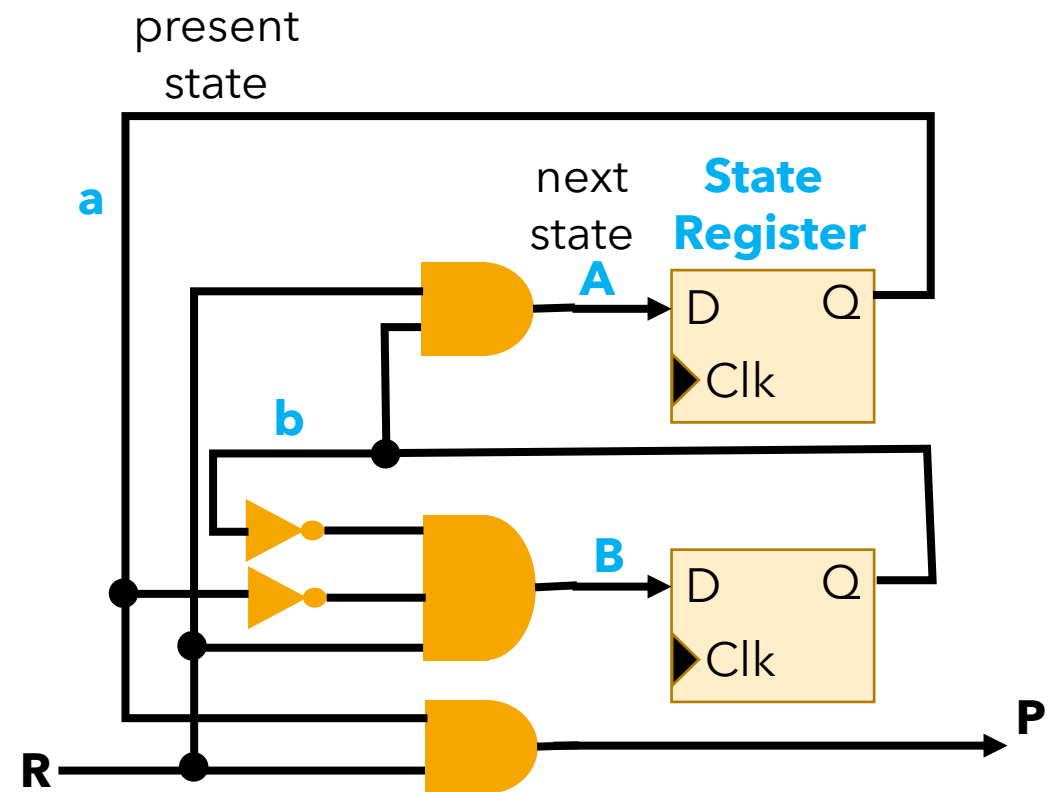 present
state
a
next
state
State
Register
A
D
Q
Clk
b
B
D
Q
Clk
P
R